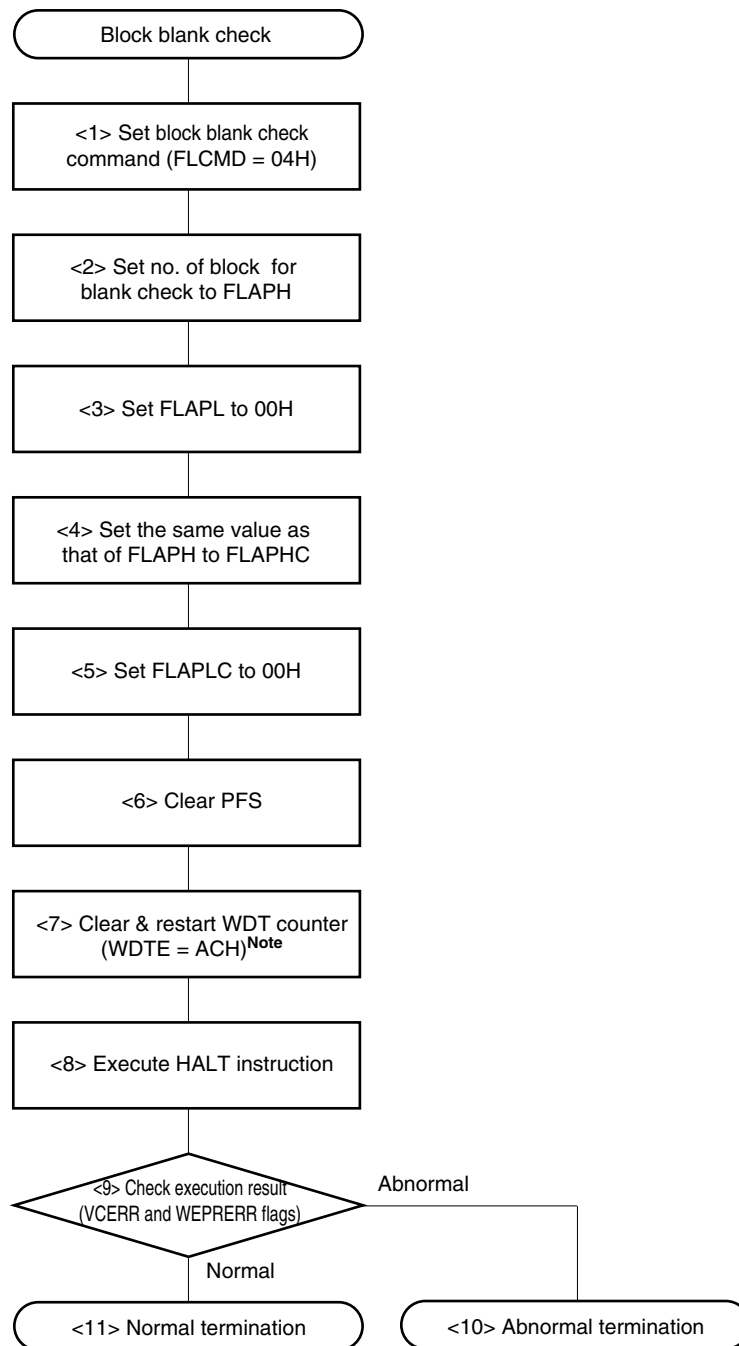 Block blank check
<1> Set block blank check
command (FLCMD = 04H)
<2> Set no. of block for
blank check to FLAPH
<3> Set FLAPL to 00H
<4> Set the same value as
that of FLAPH to FLAPHC
<5> Set FLAPLC to 00H
<6> Clear PFS
<7> Clear & restart WDT counter
(WDTE = ACH)Note
<8> Execute HALT instruction
<9> Check execution result
(VCERR and WEPRERR flags)
Abnormal
Normal
<11> Normal termination
<10> Abnormal termination